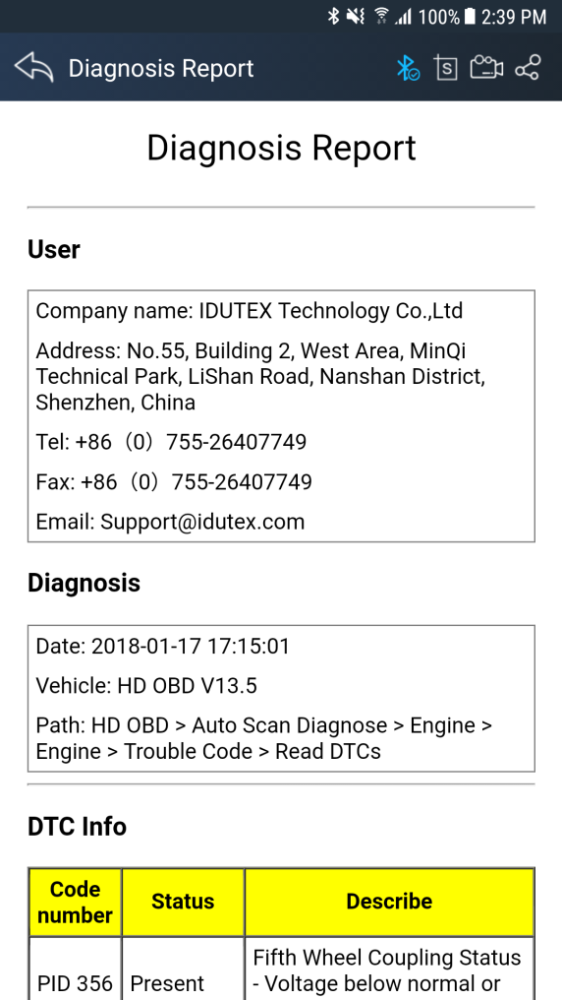 100% 2:39 PM
Diagnosis Report
S
Diagnosis Report
User
Company name: IDUTEX Technology Co.,Ltd
Address: No.55, Building 2, West Area, MinQi
Technical Park, LiShan Road, Nanshan District,
Shenzhen, China
Tel: +86（0）755-26407749
Fax: +86（0）755-26407749
Email: Support@idutex.com
Diagnosis
Date: 2018-01-17 17:15:01
Vehicle: HD OBD V13.5
Path: HD OBD > Auto Scan Diagnose > Engine >
Engine > Trouble Code > Read DTCs
DTC Info
Code
number
Status
Describe
PID 356
Present
Fifth Wheel Coupling Status
- Voltage below normal or